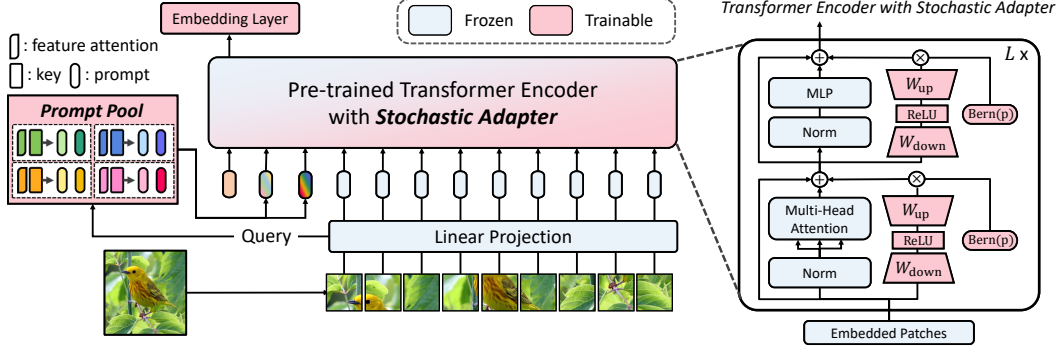 Embedding Layer
Frozen
Trainable
Transformer Encoder with Stochastic Adapter
: feature attention
: key
: prompt
Prompt Pool
Pre-trained Transformer Encoder
with Stochastic Adapter
Query
Linear Projection
L x
MLP
Norm
W_up
ReLU
W_down
Bern(p)
Multi-Head
Attention
Norm
W_up
ReLU
W_down
Bern(p)
Embedded Patches